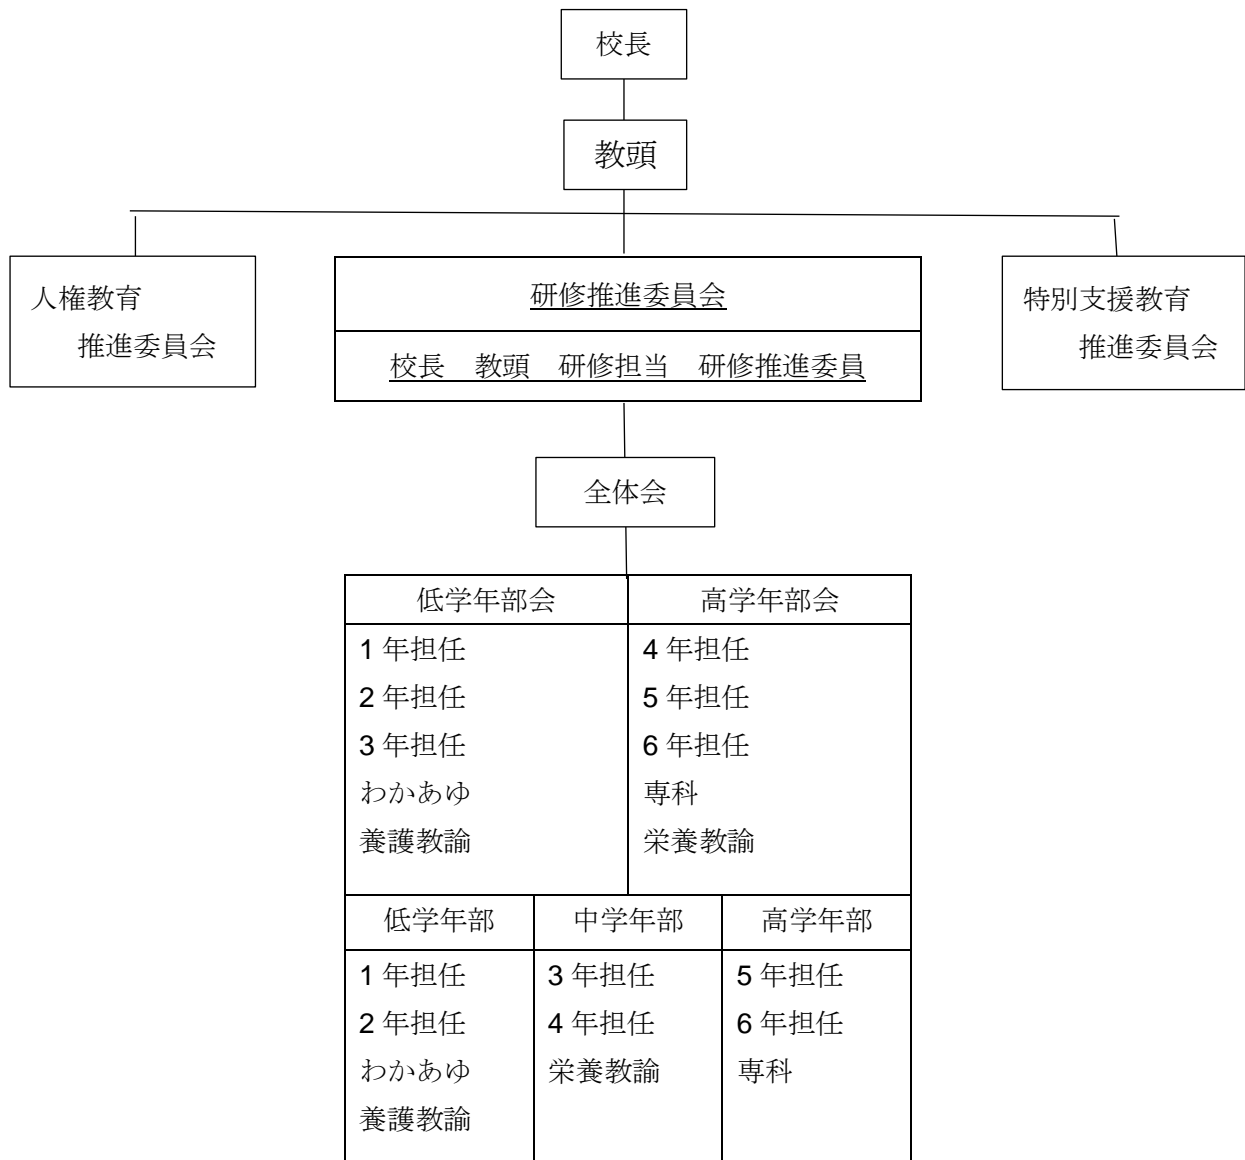 校長
教頭
人権教育
推進委員会
研修推進委員会
校長　教頭　研修担当　研修推進委員
特別支援教育
推進委員会
全体会
低学年部会
1 年担任
2 年担任
3 年担任
わかあゆ
養護教諭
高学年部会
4 年担任
5 年担任
6 年担任
専科
栄養教諭
低学年部
1 年担任
2 年担任
わかあゆ
養護教諭
中学年部
3 年担任
4 年担任
栄養教諭
高学年部
5 年担任
6 年担任
専科